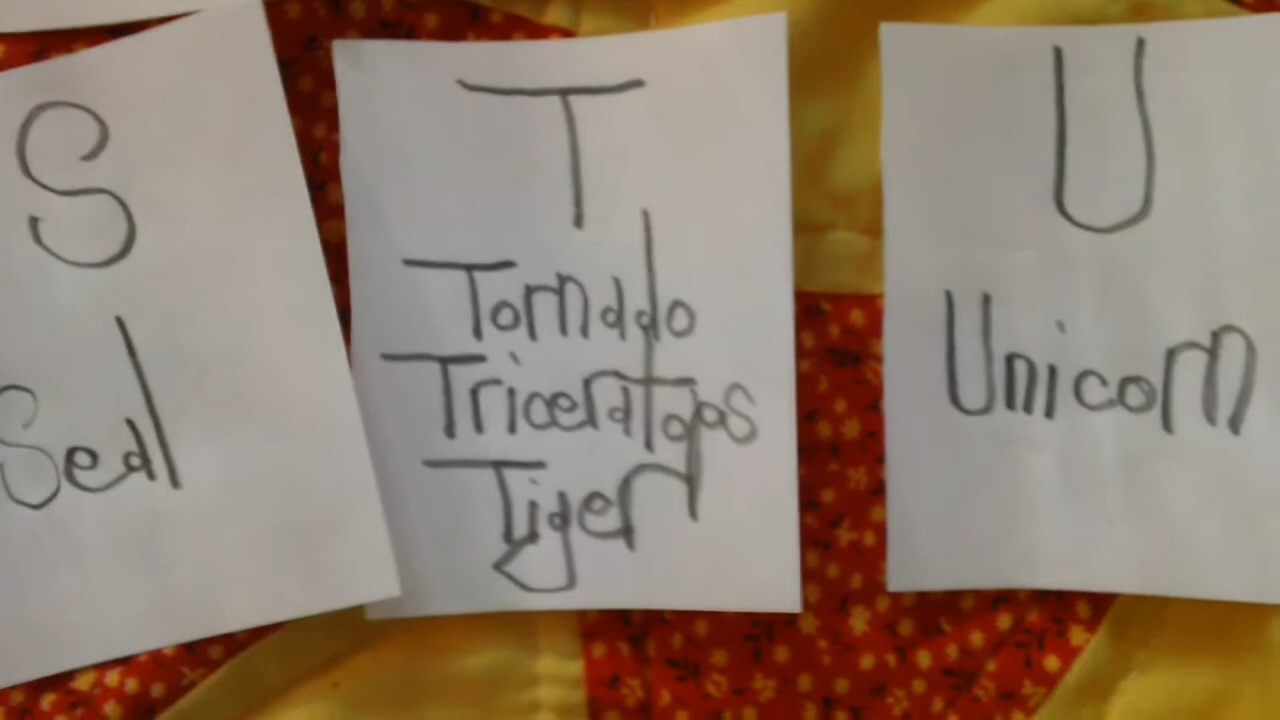 S
Seal
T
Tornado
Triceratops
Tiger
U
Unicorn